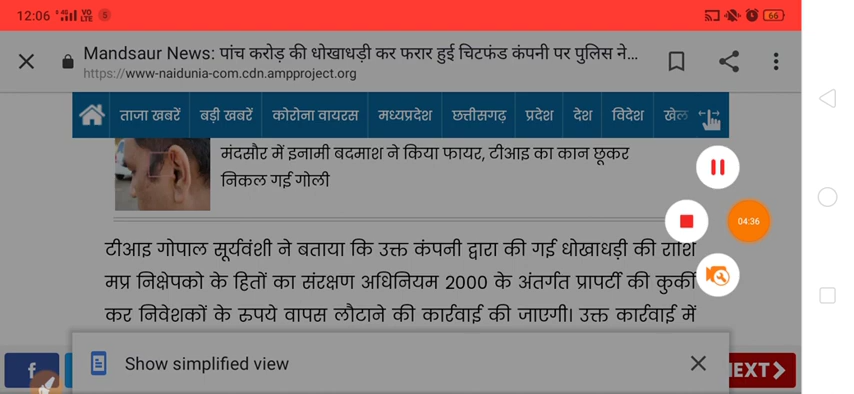 12:06 4G VO LTE S 66
Mandsaur News: पांच करोड़ की धोखाधड़ी कर फरार हुई चिटफंड कंपनी पर पुलिस ने...
https://www-naidunia-com.cdn.ampproject.org
ताजा खबरें बड़ी खबरें कोरोना वायरस मध्यप्रदेश छत्तीसगढ़ प्रदेश देश विदेश खेल
मंदसौर में इनामी बदमाश ने किया फायर, टीआइ का कान छूकर
निकल गई गोली
04:36
टीआइ गोपाल सूर्यवंशी ने बताया कि उक्त कंपनी द्वारा की गई धोखाधड़ी की राशि
मप्र निक्षेपको के हितों का संरक्षण अधिनियम 2000 के अंतर्गत प्रापर्टी की कुर्की
कर निवेशकों के रुपये वापस लौटाने की कार्रवाई की जाएगी। उक्त कार्रवाई में
Show simplified view
f NEXT